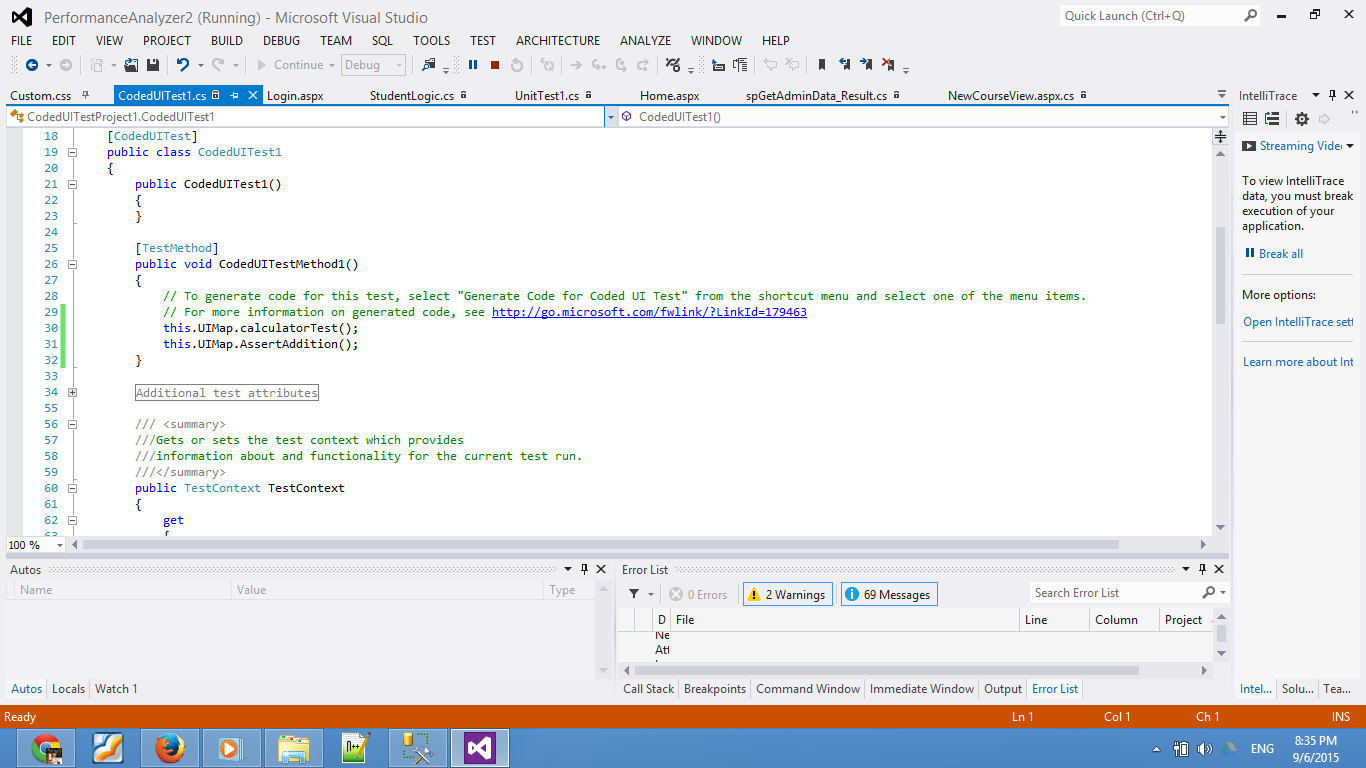 PerformanceAnalyzer2 (Running) - Microsoft Visual Studio
Quick Launch (Ctrl+Q)
FILE EDIT VIEW PROJECT BUILD DEBUG TEAM SQL TOOLS TEST ARCHITECTURE ANALYZE WINDOW HELP
Continue Debug
Custom.css CodedUITest1.cs Login.aspx StudentLogic.cs UnitTest1.cs Home.aspx spGetAdminData_Result.cs NewCourseView.aspx.cs
CodedUITestProject1.CodedUITest1 CodedUITest1()
18 [CodedUITest]
19 public class CodedUITest1
20 {
21 public CodedUITest1()
22 {
23 }
24
25 [TestMethod]
26 public void CodedUITestMethod1()
27 {
28 // To generate code for this test, select "Generate Code for Coded UI Test" from the shortcut menu and select one of the menu items.
29 // For more information on generated code, see http://go.microsoft.com/fwlink/?LinkId=179463
30 this.UIMap.calculatorTest();
31 this.UIMap.AssertAddition();
32 }
33
34 Additional test attributes
55
56 /// <summary>
57 ///Gets or sets the test context which provides
58 ///information about and functionality for the current test run.
59 ///</summary>
60 public TestContext TestContext
61 {
62 get
63 {
100 %
IntelliTrace
Streaming Vide
To view IntelliTrace
data, you must break
execution of your
application.
Break all
More options:
Open IntelliTrace sett
Learn more about Int
Autos
Name Value Type
Autos Locals Watch 1
Error List
0 Errors 2 Warnings 69 Messages Search Error List
D File Line Column Project
Ne
Att
Call Stack Breakpoints Command Window Immediate Window Output Error List
Intel... Solu... Tea...
Ready Ln 1 Col 1 Ch 1 INS
N++
ENG
8:35 PM
9/6/2015